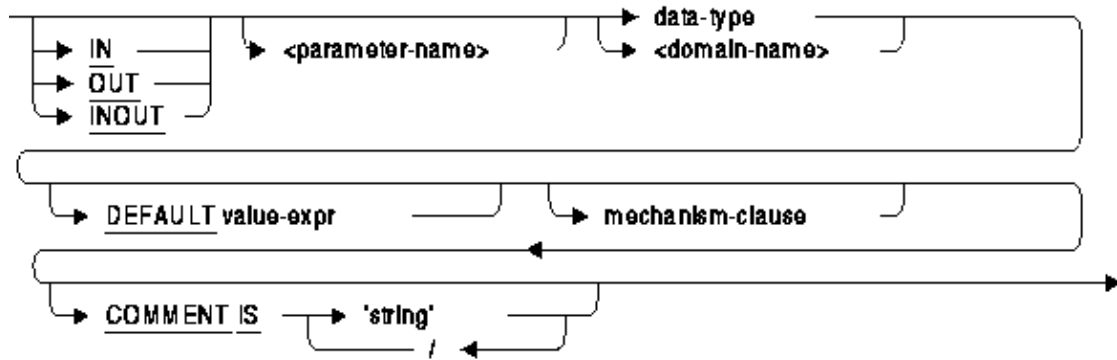 data-type
IN <parameter-name> <domain-name>
OUT
INOUT
DEFAULT value-expr mechanism-clause
COMMENT IS 'string'
/